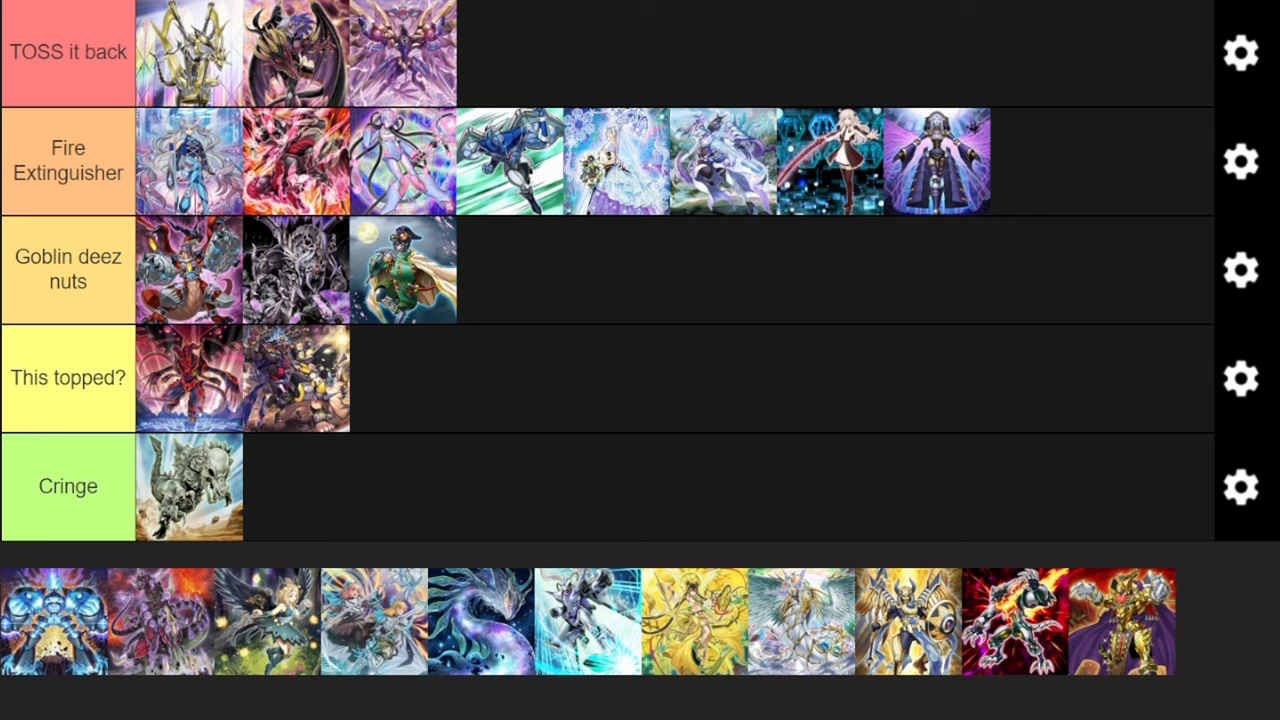 TOSS it back
Fire
Extinguisher
Goblin deez
nuts
This topped?
Cringe